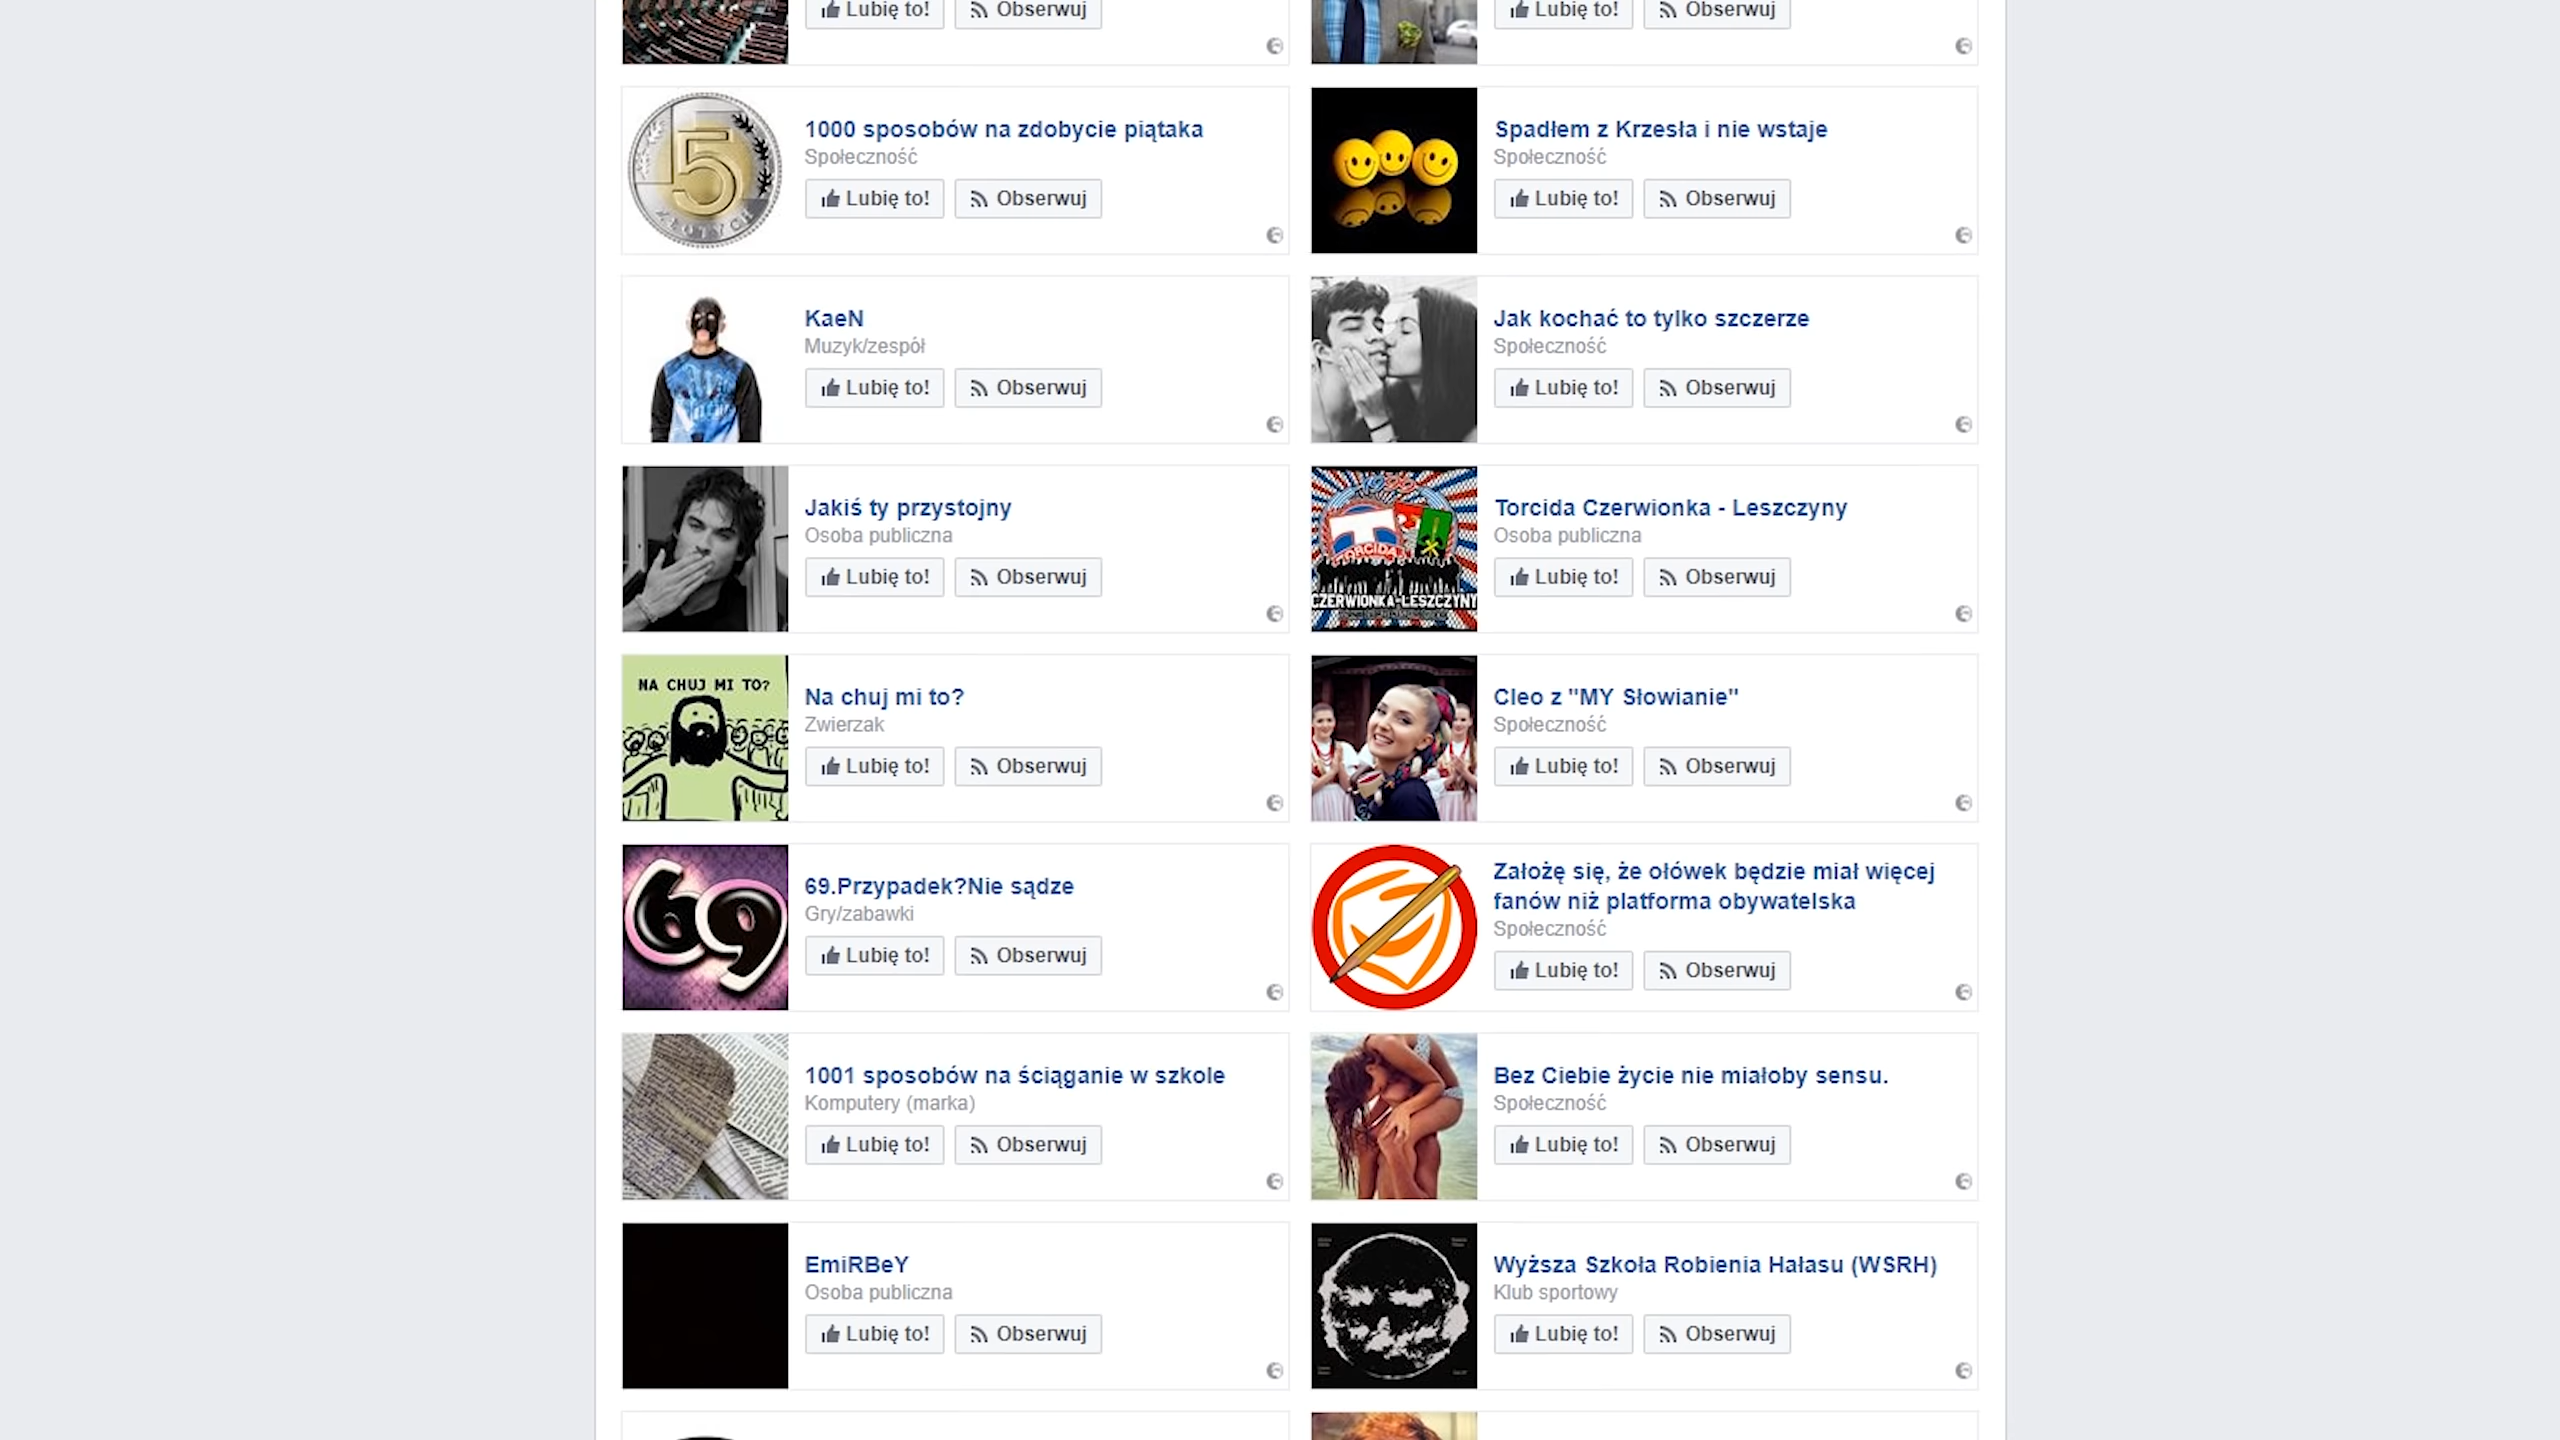 Lubię to! Obserwuj
Lubię to! Obserwuj
5
ZŁOTYCH
1000 sposobów na zdobycie piątaka
Społeczność
Lubię to! Obserwuj
Spadłem z Krzesła i nie wstaje
Społeczność
Lubię to! Obserwuj
KaeN
Muzyk/zespół
Lubię to! Obserwuj
Jak kochać to tylko szczerze
Społeczność
Lubię to! Obserwuj
Jakiś ty przystojny
Osoba publiczna
Lubię to! Obserwuj
T
TORCIDA
CZERWIONKA-LESZCZYNY
Torcida Czerwionka - Leszczyny
Osoba publiczna
Lubię to! Obserwuj
NA CHUJ MI TO?
Na chuj mi to?
Zwierzak
Lubię to! Obserwuj
Cleo z "MY Słowianie"
Społeczność
Lubię to! Obserwuj
69
69.Przypadek?Nie sądze
Gry/zabawki
Lubię to! Obserwuj
Założę się, że ołówek będzie miał więcej
fanów niż platforma obywatelska
Społeczność
Lubię to! Obserwuj
1001 sposobów na ściąganie w szkole
Komputery (marka)
Lubię to! Obserwuj
Bez Ciebie życie nie miałoby sensu.
Społeczność
Lubię to! Obserwuj
EmiRBeY
Osoba publiczna
Lubię to! Obserwuj
Wyższa Szkoła Robienia Hałasu (WSRH)
Klub sportowy
Lubię to! Obserwuj